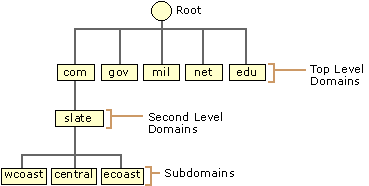 Root
com gov mil net edu
Top Level
Domains
slate
Second Level
Domains
wcoast central ecoast
Subdomains